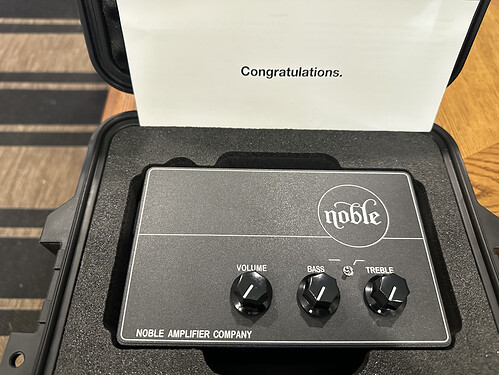 Congratulations.
noble
VOLUME
BASS
TREBLE
NOBLE AMPLIFIER COMPANY